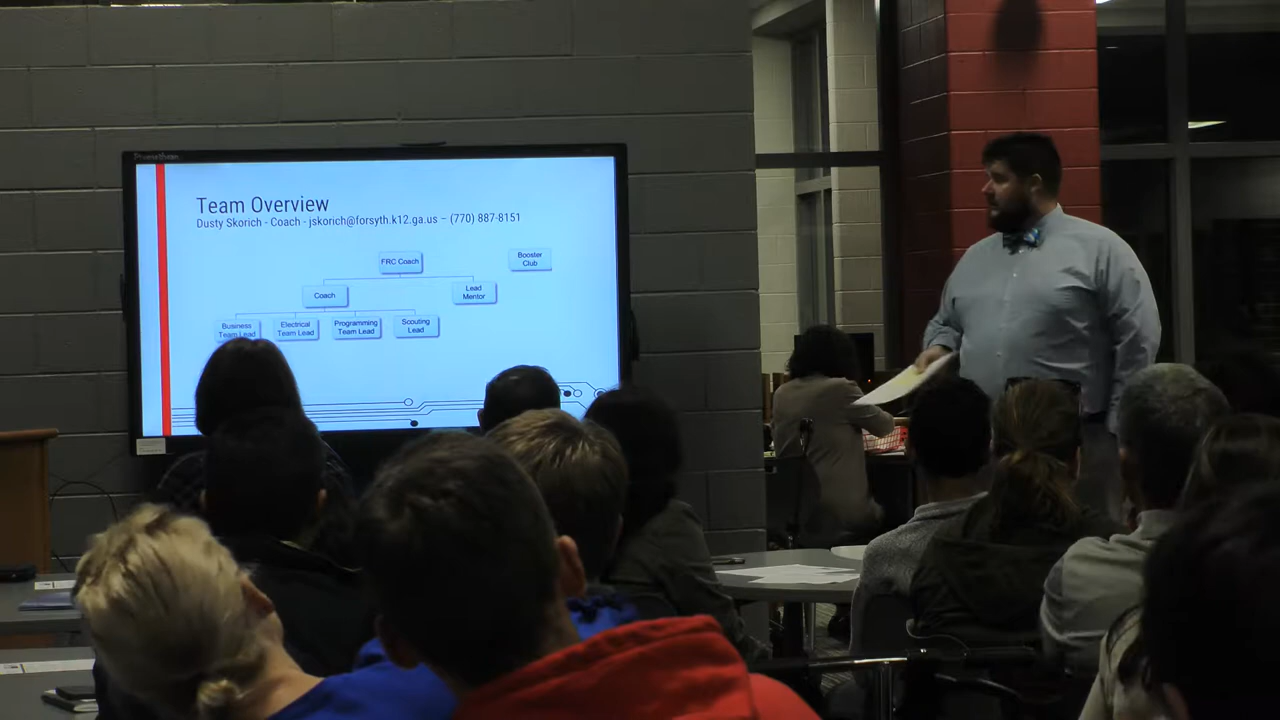 Promethean
Team Overview
Dusty Skorich - Coach - jskorich@forsyth.k12.ga.us – (770) 887-8151
FRC Coach
Booster
Club
Coach
Lead
Mentor
Business
Team Lead
Electrical
Team Lead
Programming
Team Lead
Scouting
Lead